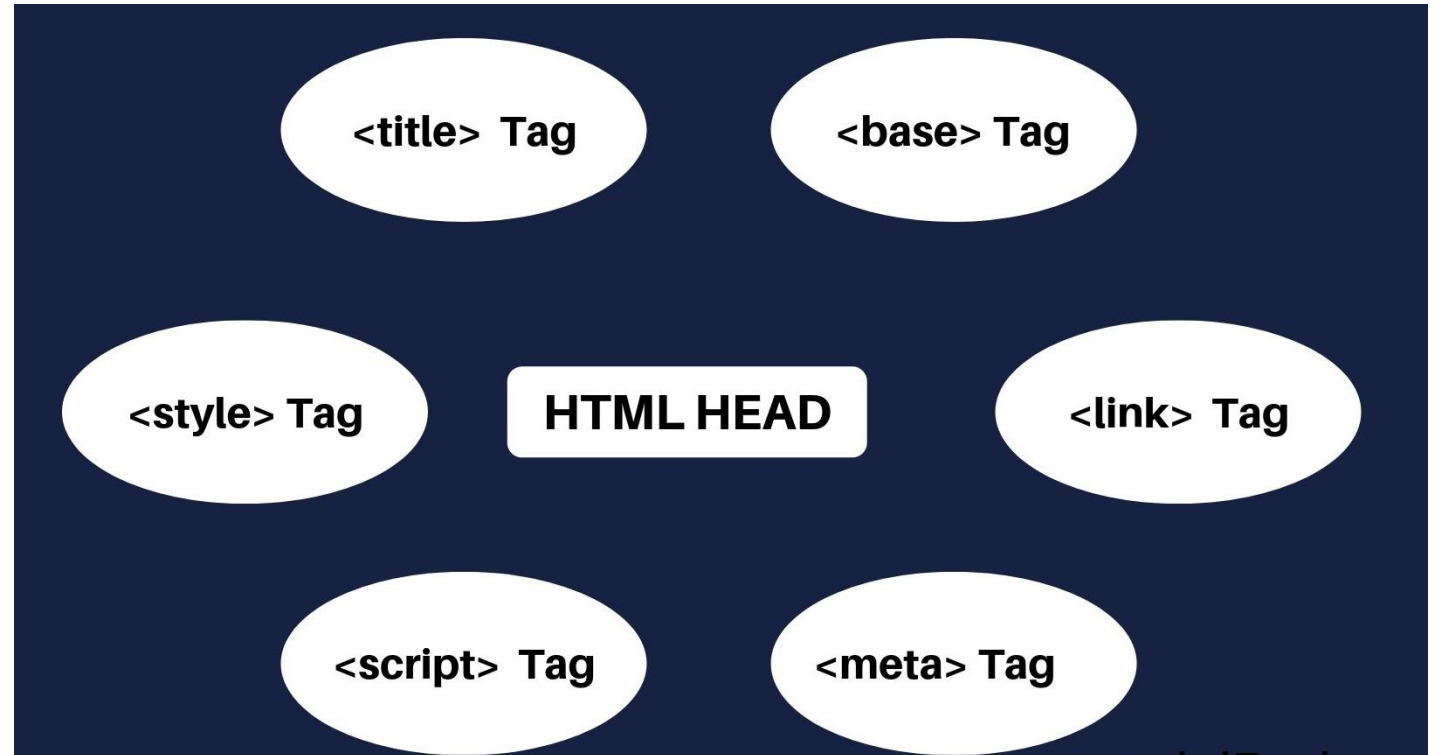 <title> Tag
<base> Tag
<style> Tag
HTML HEAD
<link> Tag
<script> Tag
<meta> Tag